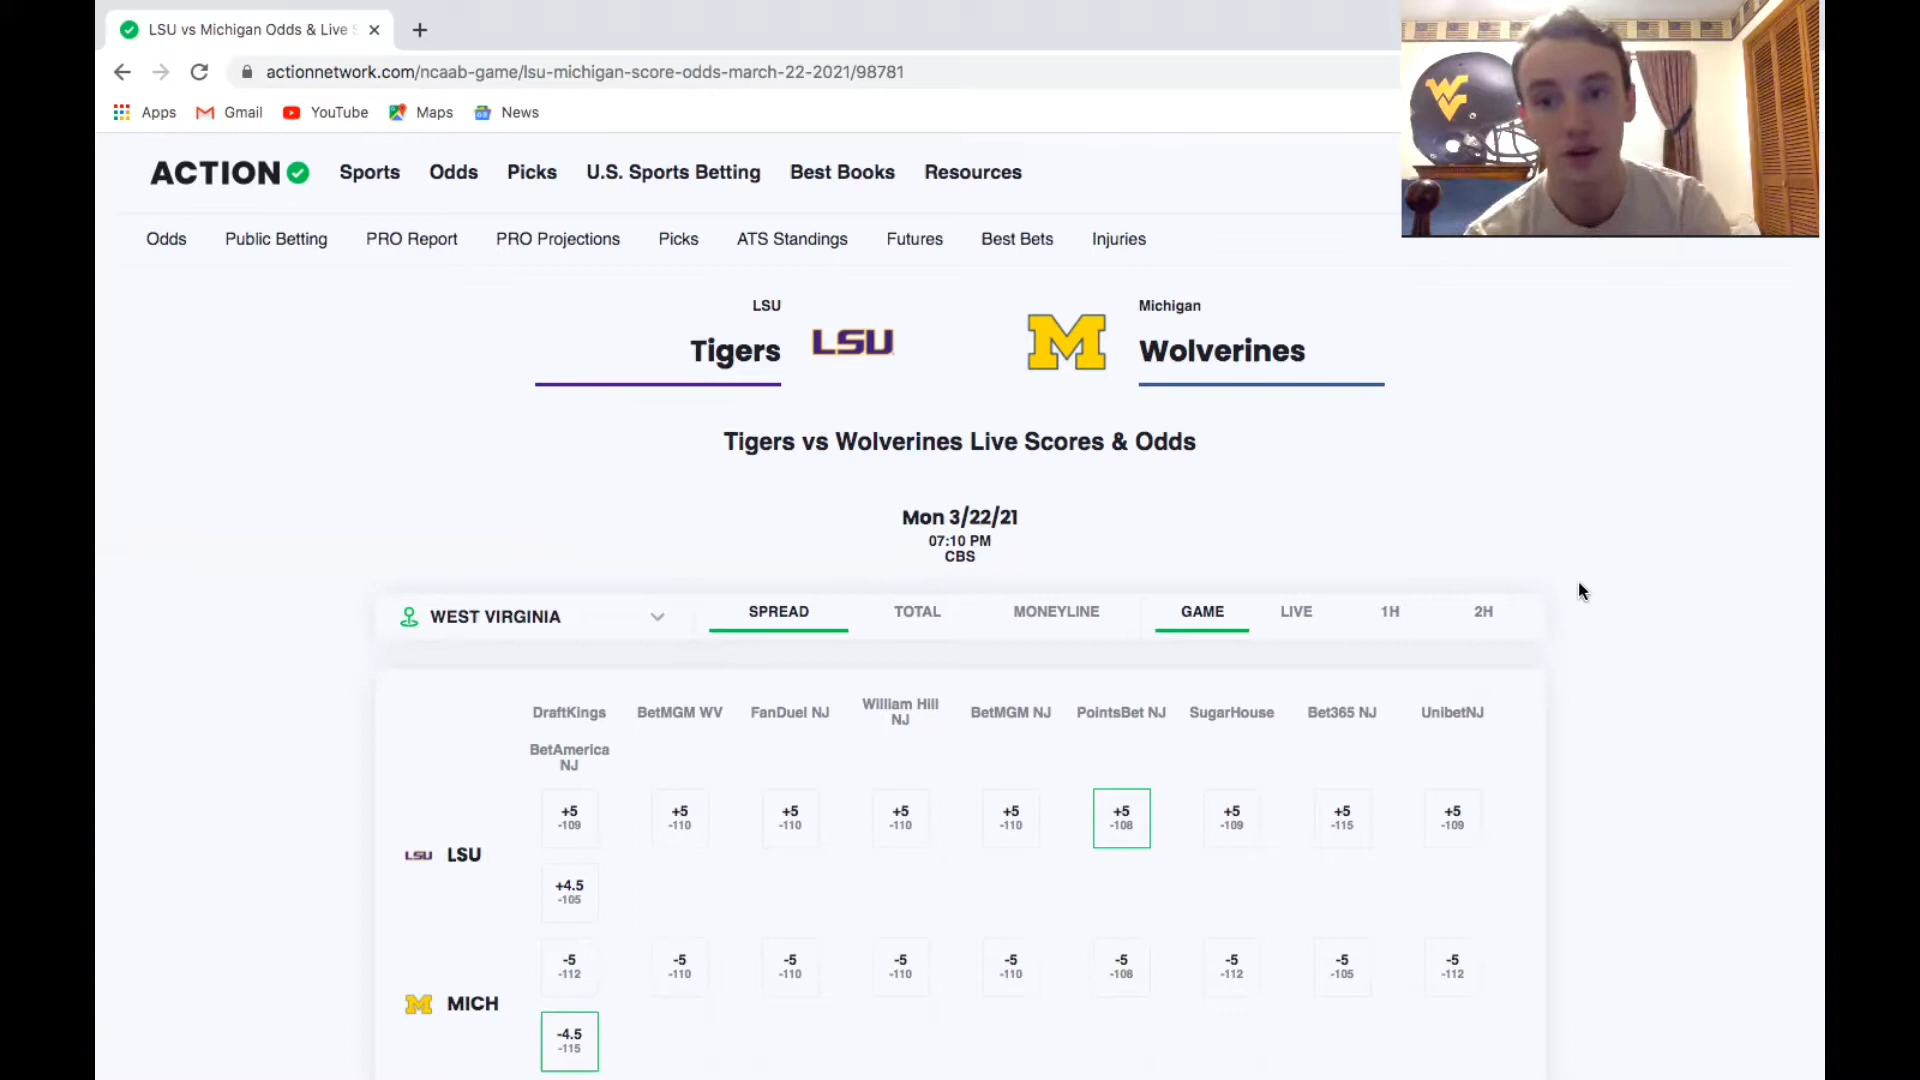 LSU vs Michigan Odds & Live S
actionnetwork.com/ncaab-game/lsu-michigan-score-odds-march-22-2021/98781
Apps Gmail YouTube Maps News
ACTION Sports Odds Picks U.S. Sports Betting Best Books Resources
WV
Odds Public Betting PRO Report PRO Projections Picks ATS Standings Futures Best Bets Injuries
LSU
Tigers
LSU
M
Michigan
Wolverines
Tigers vs Wolverines Live Scores & Odds
Mon 3/22/21
07:10 PM
CBS
WEST VIRGINIA SPREAD TOTAL MONEYLINE GAME LIVE 1H 2H
DraftKings BetMGM WV FanDuel NJ William Hill NJ BetMGM NJ PointsBet NJ SugarHouse Bet365 NJ UnibetNJ
BetAmerica NJ
+5 +5 +5 +5 +5 +5 +5 +5 +5
-109 -110 -110 -110 -110 -108 -109 -115 -109
LSU LSU
+4.5
-105
-5 -5 -5 -5 -5 -5 -5 -5 -5
-112 -110 -110 -110 -110 -108 -112 -105 -112
M MICH
-4.5
-115